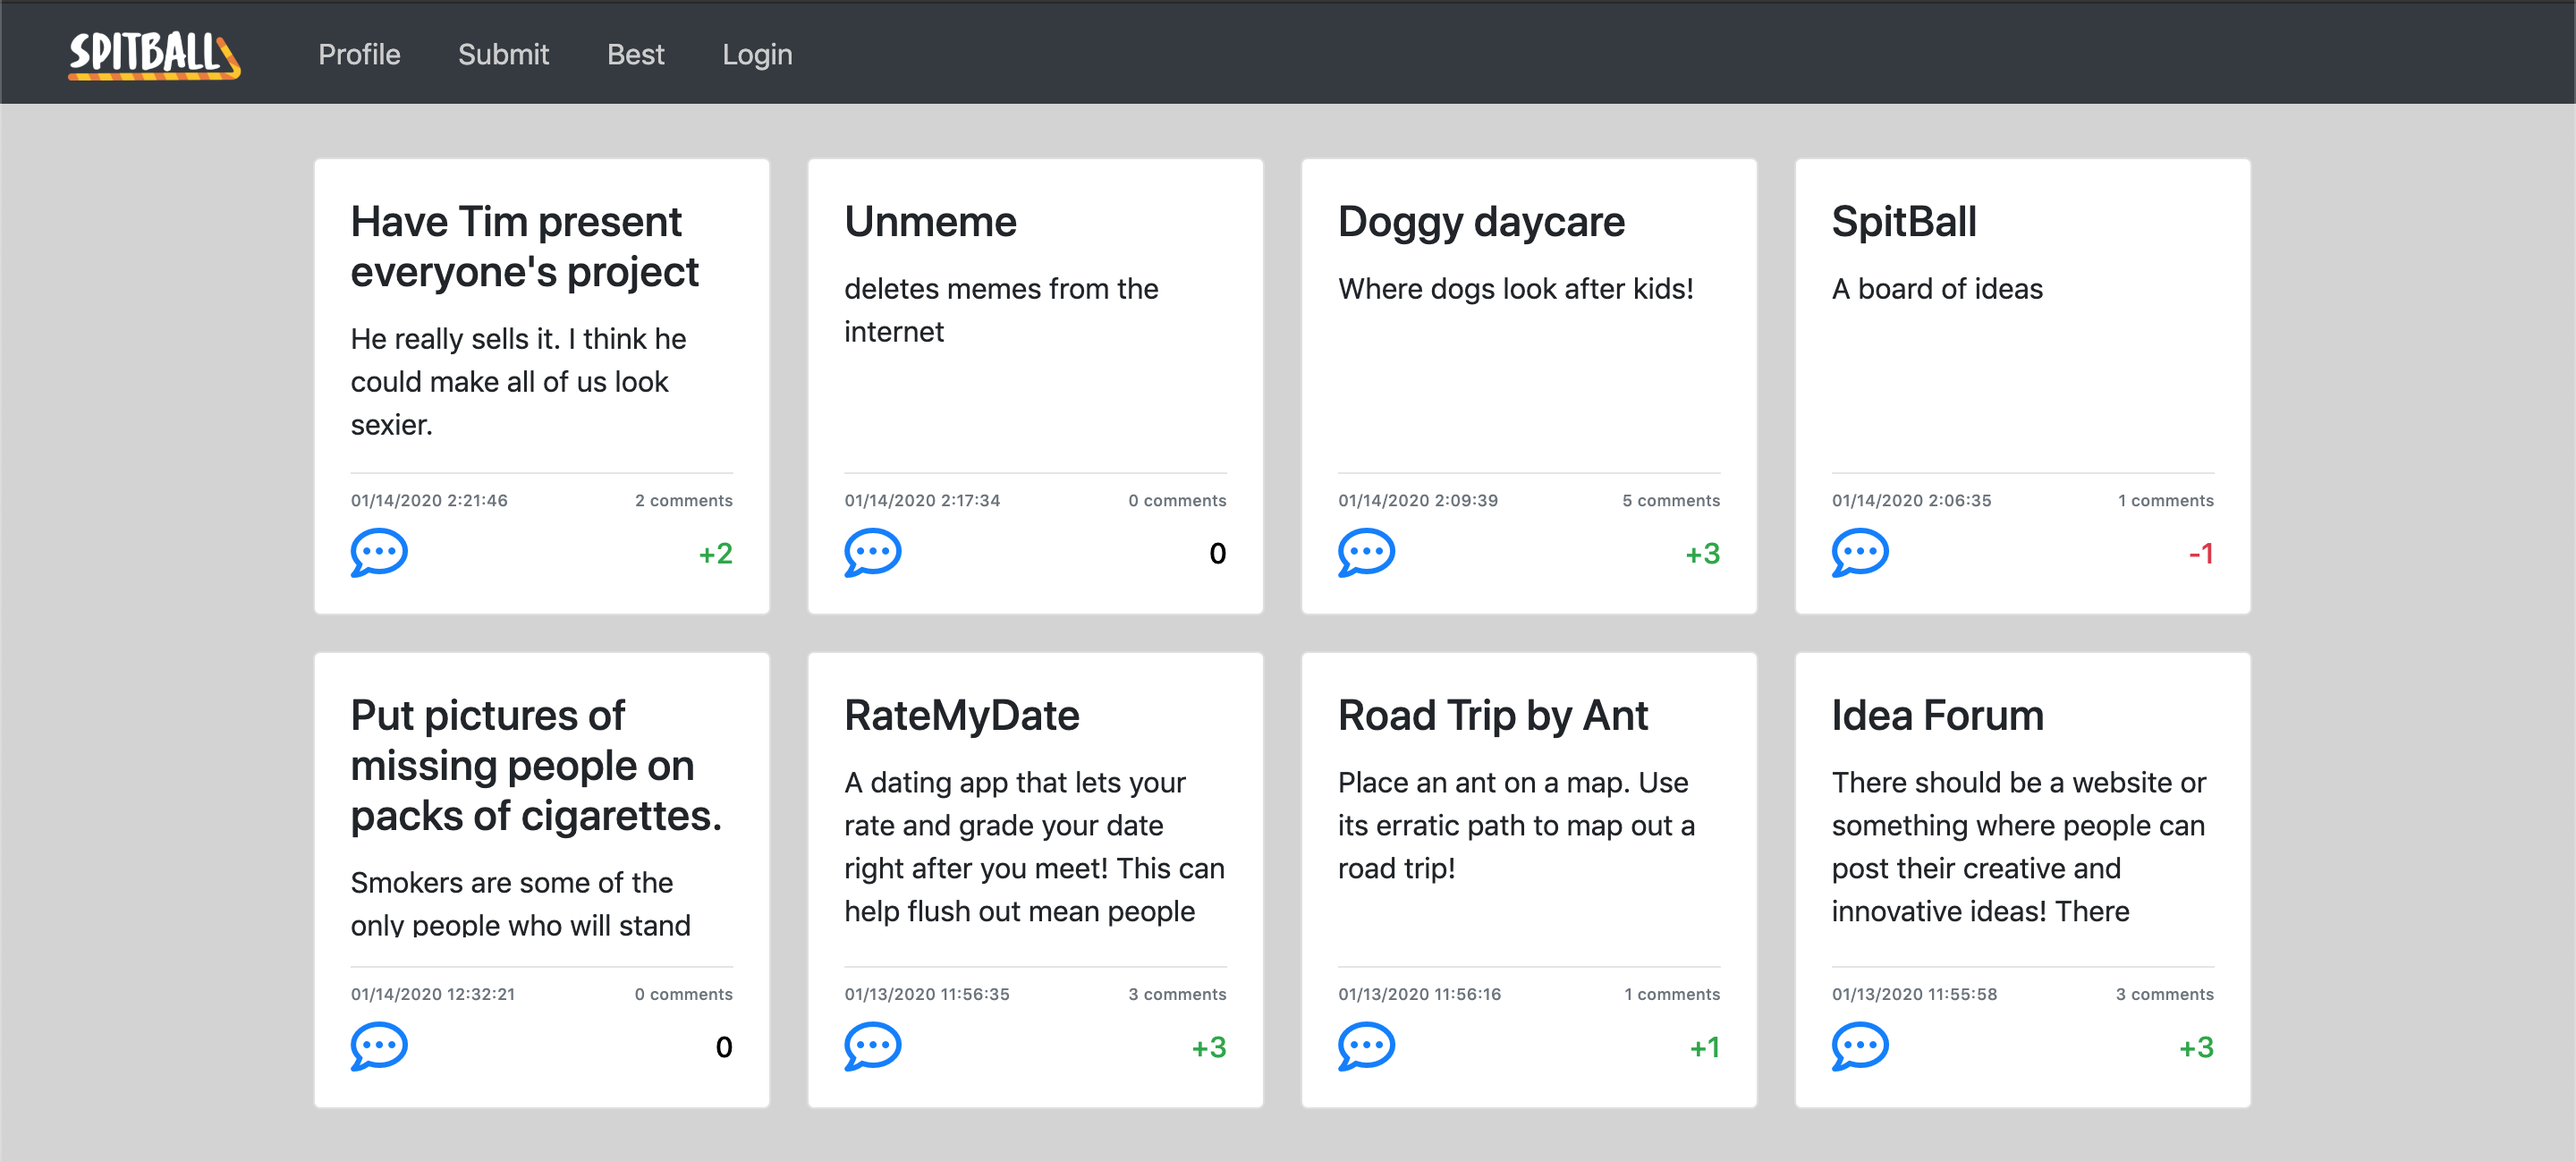 SPITBALL
Profile
Submit
Best
Login
Have Tim present
everyone's project
He really sells it. I think he
could make all of us look
sexier.
01/14/2020 2:21:46
2 comments
+2
Unmeme
deletes memes from the
internet
01/14/2020 2:17:34
0 comments
0
Doggy daycare
Where dogs look after kids!
01/14/2020 2:09:39
5 comments
+3
SpitBall
A board of ideas
01/14/2020 2:06:35
1 comments
-1
Put pictures of
missing people on
packs of cigarettes.
Smokers are some of the
only people who will stand
01/14/2020 12:32:21
0 comments
0
RateMyDate
A dating app that lets your
rate and grade your date
right after you meet! This can
help flush out mean people
01/13/2020 11:56:35
3 comments
+3
Road Trip by Ant
Place an ant on a map. Use
its erratic path to map out a
road trip!
01/13/2020 11:56:16
1 comments
+1
Idea Forum
There should be a website or
something where people can
post their creative and
innovative ideas! There
01/13/2020 11:55:58
3 comments
+3